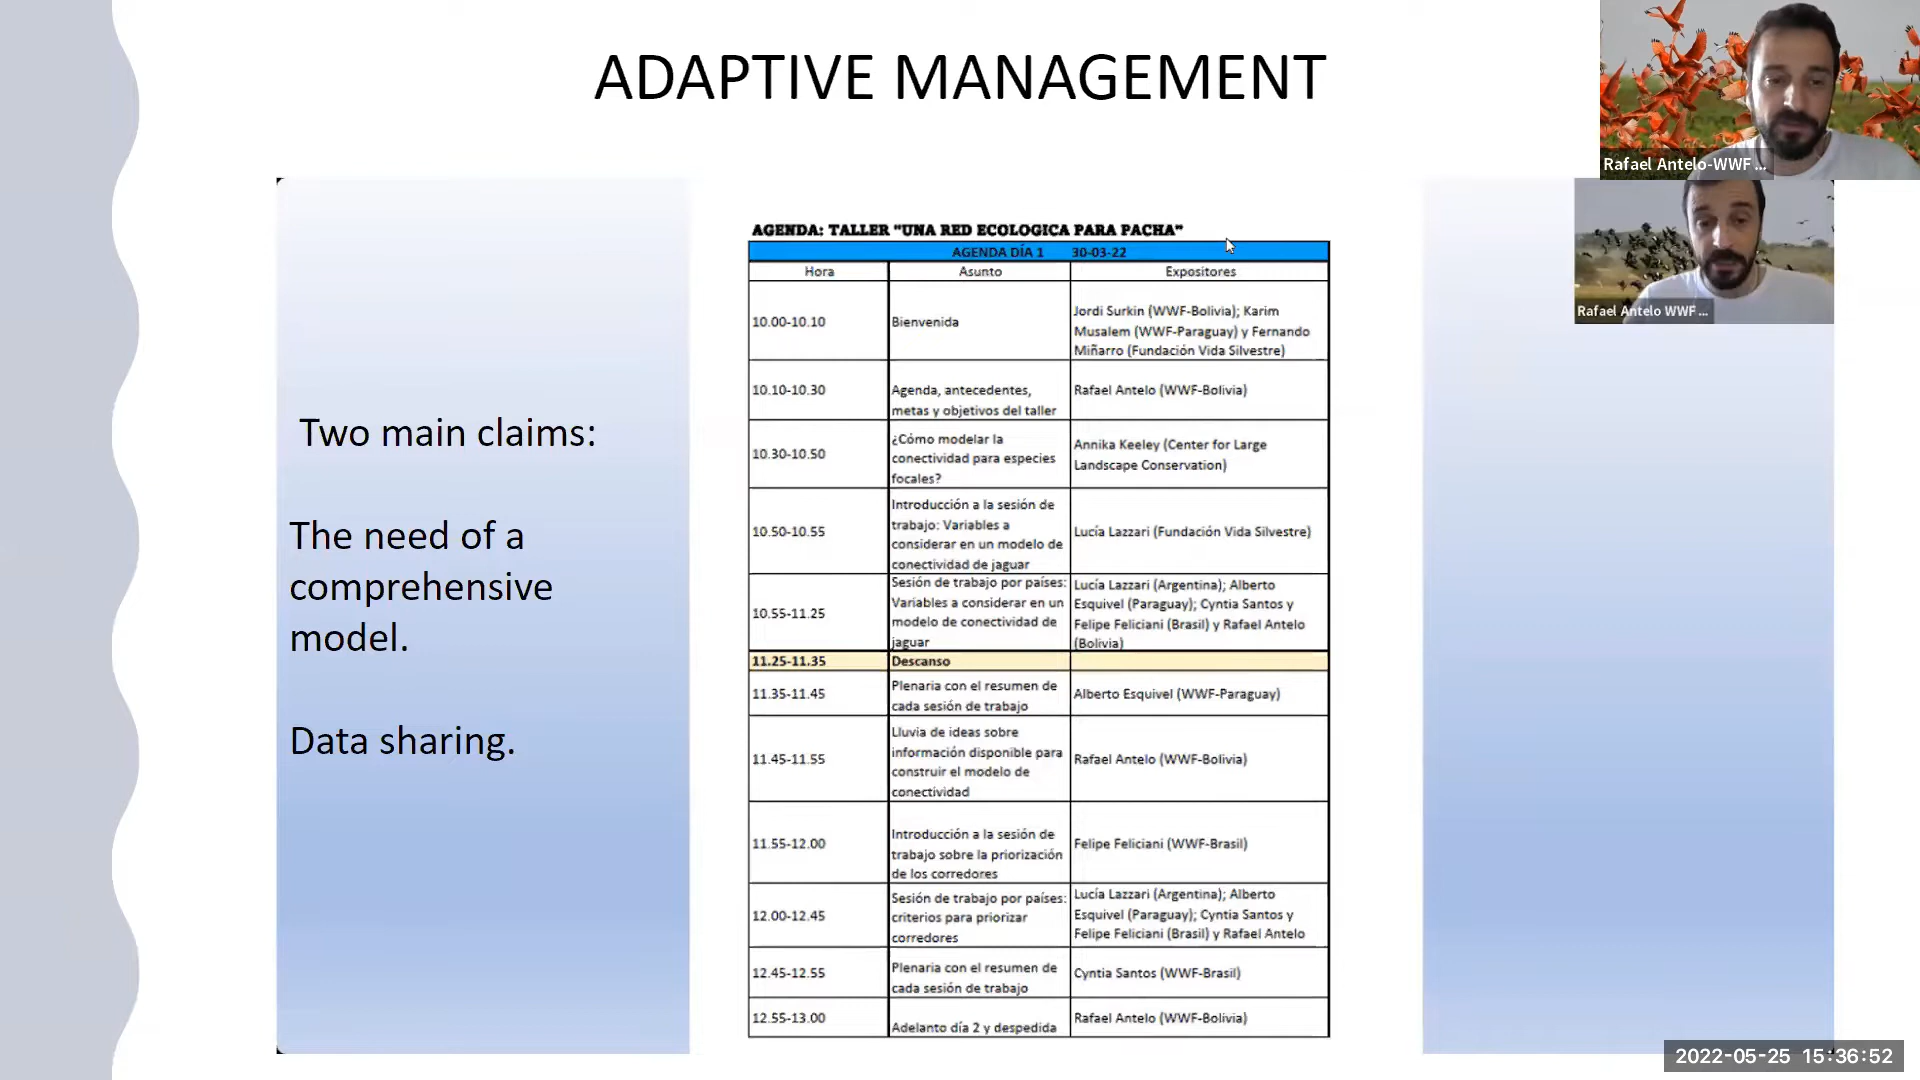 ADAPTIVE MANAGEMENT
Rafael Antelo-WWF ...
Rafael Antelo WWF ...
Two main claims:
The need of a
comprehensive
model.
Data sharing.
AGENDA: TALLER "UNA RED ECOLOGICA PARA PACHA"
AGENDA DÍA 1 30-03-22
Hora Asunto Expositores
10.00-10.10
Bienvenida
Jordi Surkin (WWF-Bolivia); Karim
Musalem (WWF-Paraguay) y Fernando
Miñarro (Fundación Vida Silvestre)
10.10-10.30
Agenda, antecedentes,
metas y objetivos del taller
Rafael Antelo (WWF-Bolivia)
10.30-10.50
¿Cómo modelar la
conectividad para especies
focales?
Annika Keeley (Center for Large
Landscape Conservation)
10.50-10.55
Introducción a la sesión de
trabajo: Variables a
considerar en un modelo de
conectividad de jaguar
Lucía Lazzari (Fundación Vida Silvestre)
10.55-11.25
Sesión de trabajo por países:
Variables a considerar en un
modelo de conectividad de
jaguar
Lucía Lazzari (Argentina); Alberto
Esquivel (Paraguay); Cyntia Santos y
Felipe Feliciani (Brasil) y Rafael Antelo
(Bolivia)
11.25-11.35 Descanso
11.35-11.45
Plenaria con el resumen de
cada sesión de trabajo
Alberto Esquivel (WWF-Paraguay)
11.45-11.55
Lluvia de ideas sobre
información disponible para
construir el modelo de
conectividad
Rafael Antelo (WWF-Bolivia)
11.55-12.00
Introducción a la sesión de
trabajo sobre la priorización
de los corredores
Felipe Feliciani (WWF-Brasil)
12.00-12.45
Sesión de trabajo por países:
criterios para priorizar
corredores
Lucía Lazzari (Argentina); Alberto
Esquivel (Paraguay); Cyntia Santos y
Felipe Feliciani (Brasil) y Rafael Antelo
12.45-12.55
Plenaria con el resumen de
cada sesión de trabajo
Cyntia Santos (WWF-Brasil)
12.55-13.00
Adelanto día 2 y despedida
Rafael Antelo (WWF-Bolivia)
2022-05-25 15:36:52